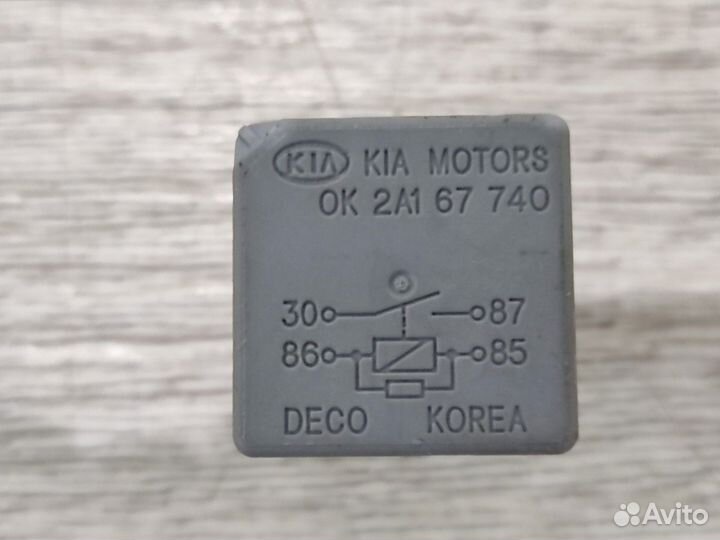 KIA KIA MOTORS
OK 2A1 67 740
30 87
86 85
DECO KOREA
Avito